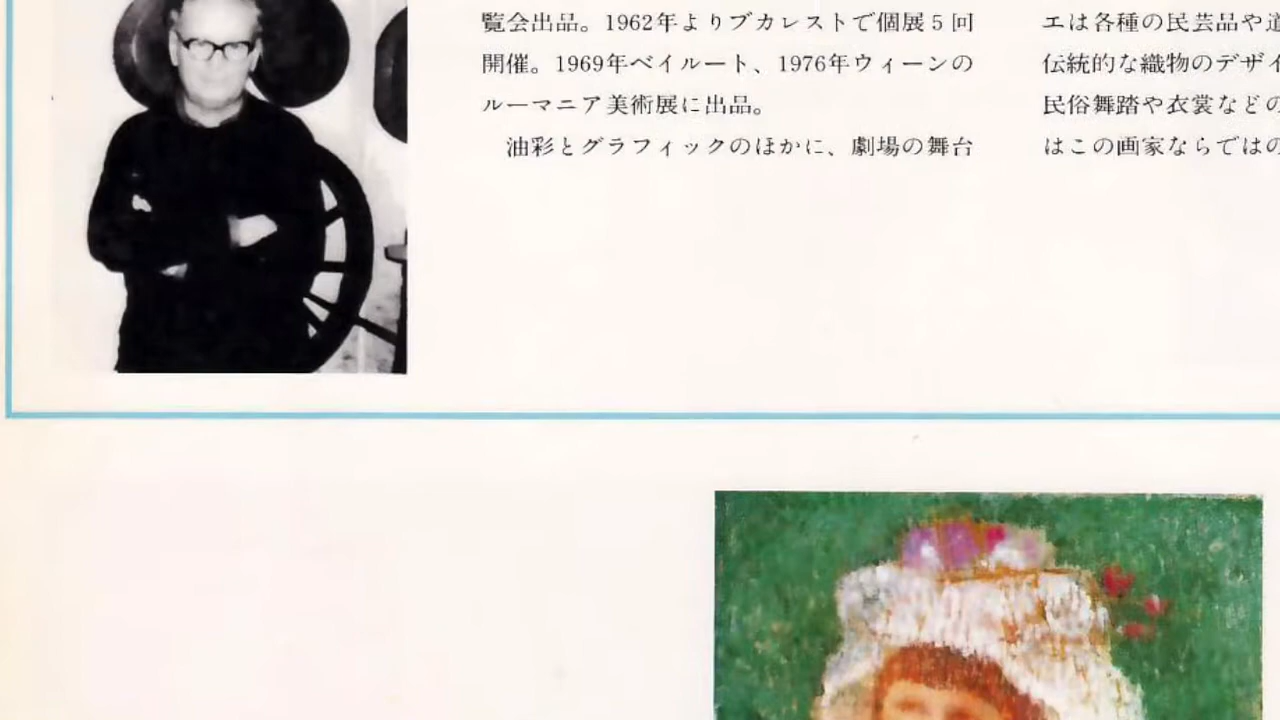 覧会出品。1962年よりブカレストで個展5回
開催。1969年ベイルート、1976年ウィーンの
ルーマニア美術展に出品。
油彩とグラフィックのほかに、劇場の舞台
エは各種の民芸品や道
伝統的な織物のデザイ
民俗舞踏や衣裳などの
はこの画家ならではの